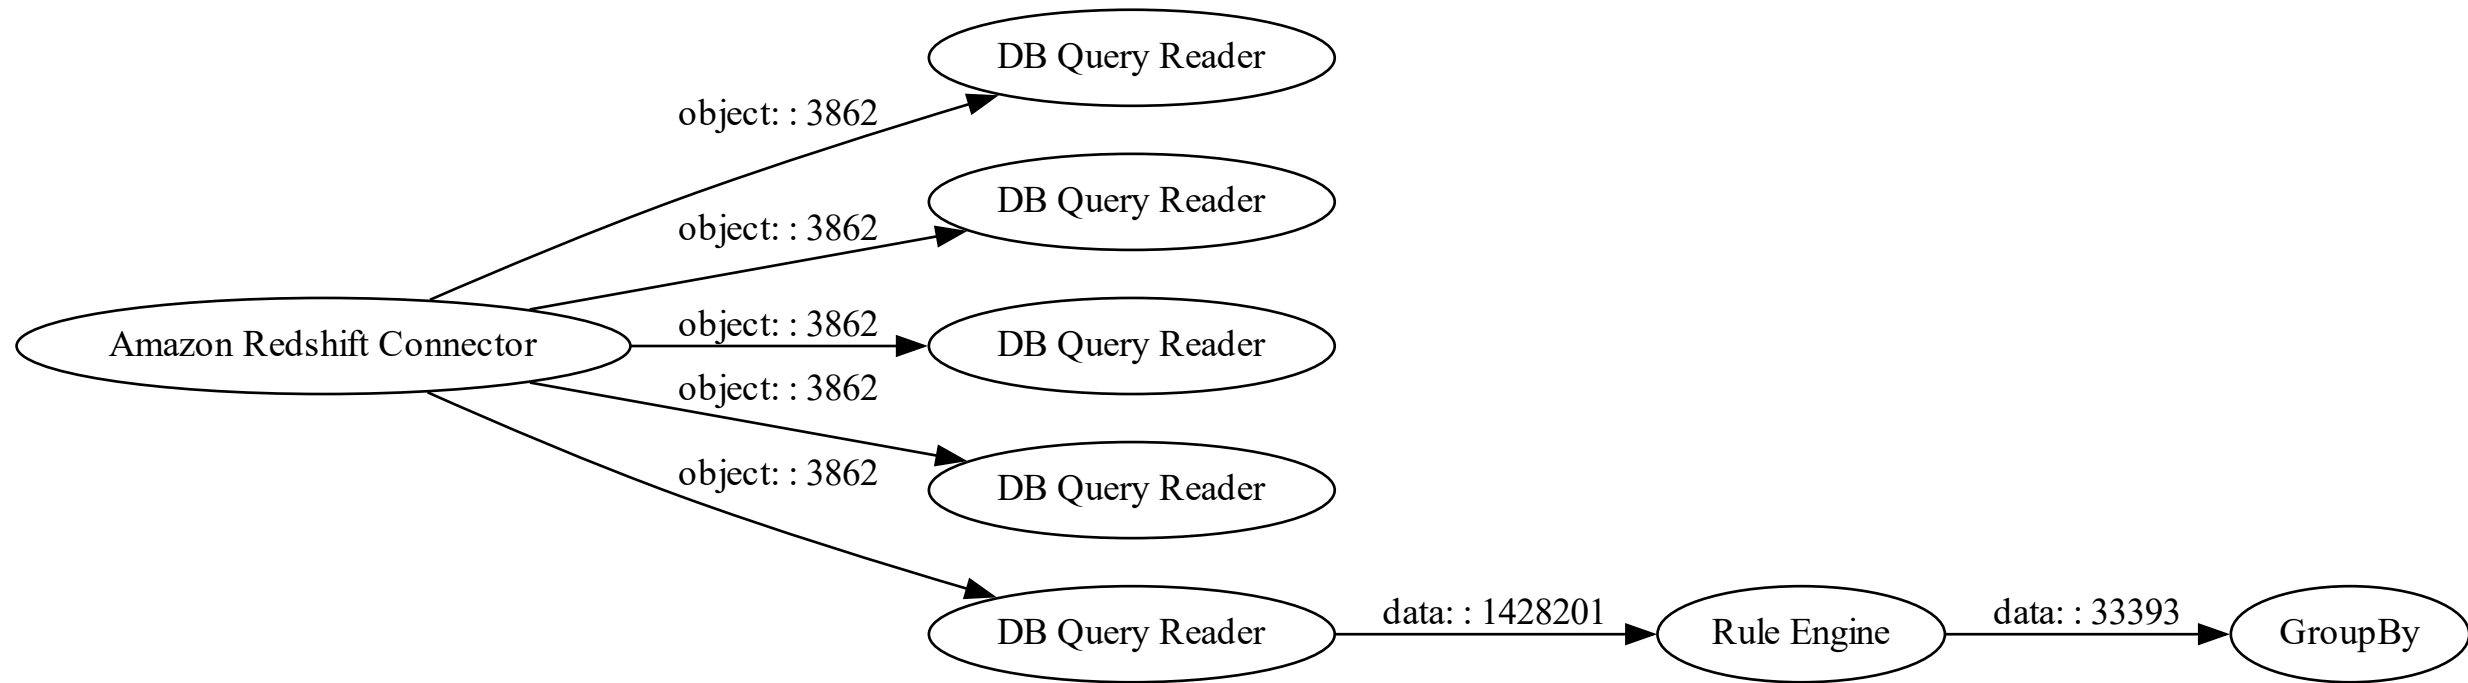 DB Query Reader
object: : 3862
DB Query Reader
object: : 3862
Amazon Redshift Connector
object: : 3862
DB Query Reader
object: : 3862
DB Query Reader
object: : 3862
DB Query Reader
data: : 1428201
Rule Engine
data: : 33393
GroupBy